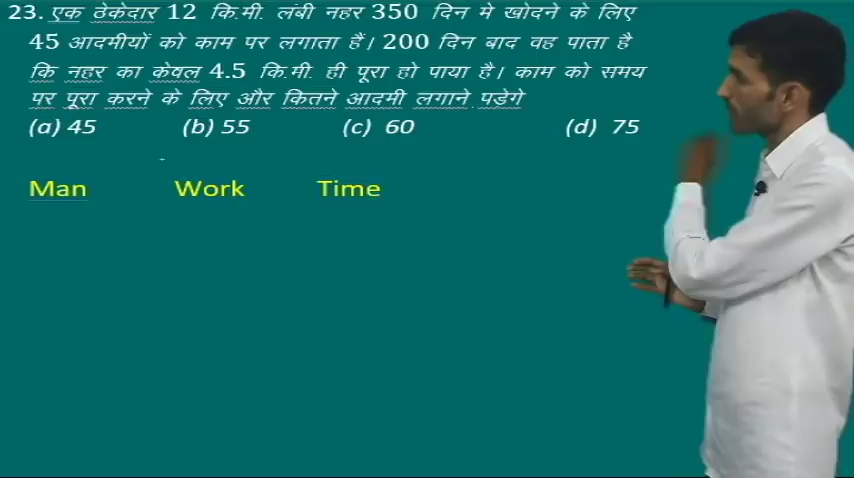 23. एक ठेकेदार 12 कि.मी. लंबी नहर 350 दिन मे खोदने के लिए
45 आदमीयों को काम पर लगाता हैं। 200 दिन बाद वह पाता है
कि नहर का केवल 4.5 कि.मी. ही पूरा हो पाया है। काम को समय
पर पूरा करने के लिए और कितने आदमी लगाने पड़ेगे
(a) 45 (b) 55 (c) 60 (d) 75
Man Work Time